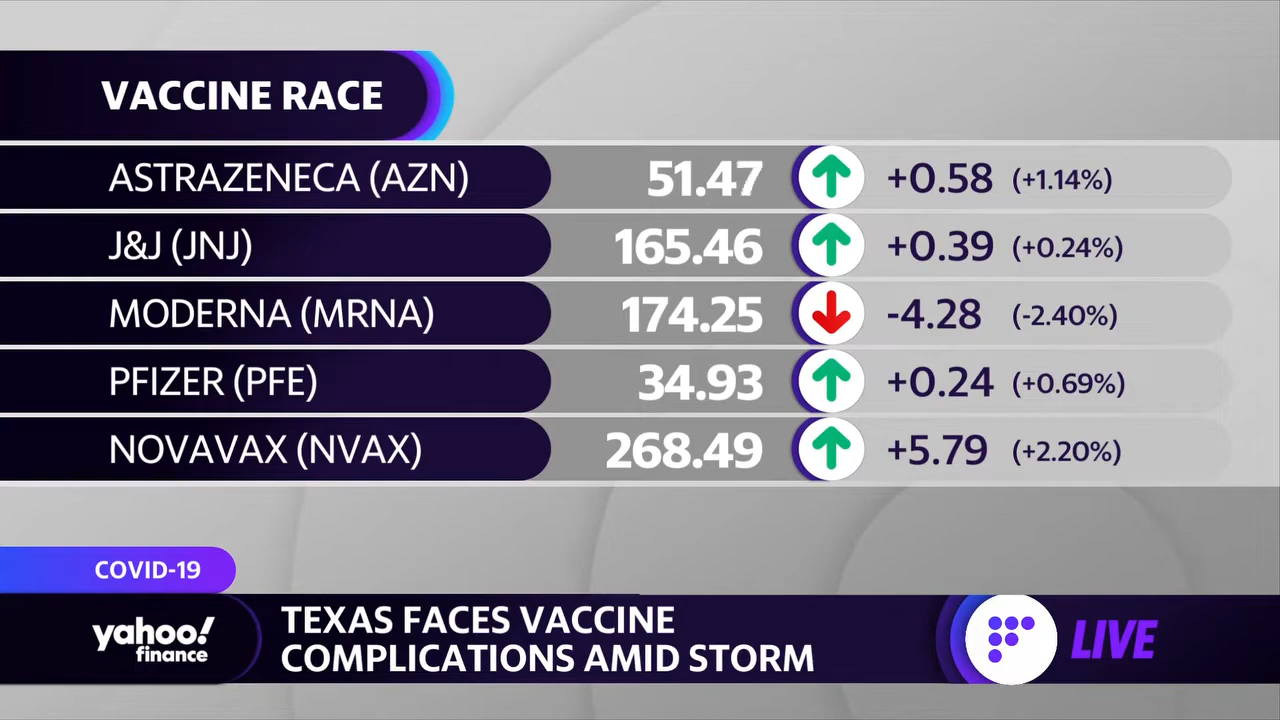 VACCINE RACE
ASTRAZENECA (AZN) 51.47 +0.58 (+1.14%)
J&J (JNJ) 165.46 +0.39 (+0.24%)
MODERNA (MRNA) 174.25 -4.28 (-2.40%)
PFIZER (PFE) 34.93 +0.24 (+0.69%)
NOVAVAX (NVAX) 268.49 +5.79 (+2.20%)
COVID-19
yahoo!
finance
TEXAS FACES VACCINE
COMPLICATIONS AMID STORM
LIVE